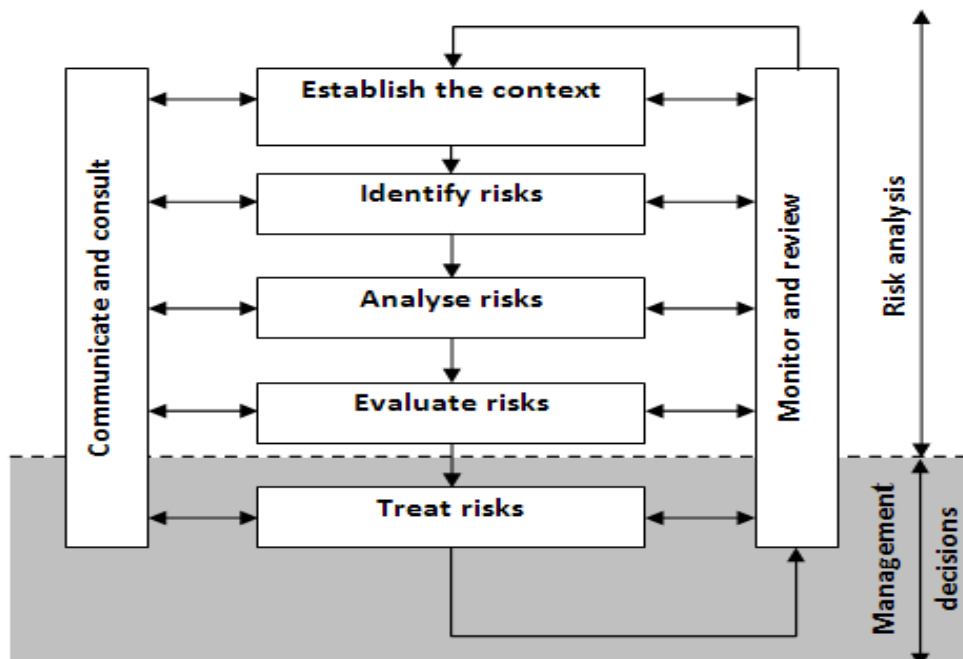 Establish the context
Identify risks
Analyse risks
Evaluate risks
Treat risks
Communicate and consult
Monitor and review
Risk analysis
Management
decisions